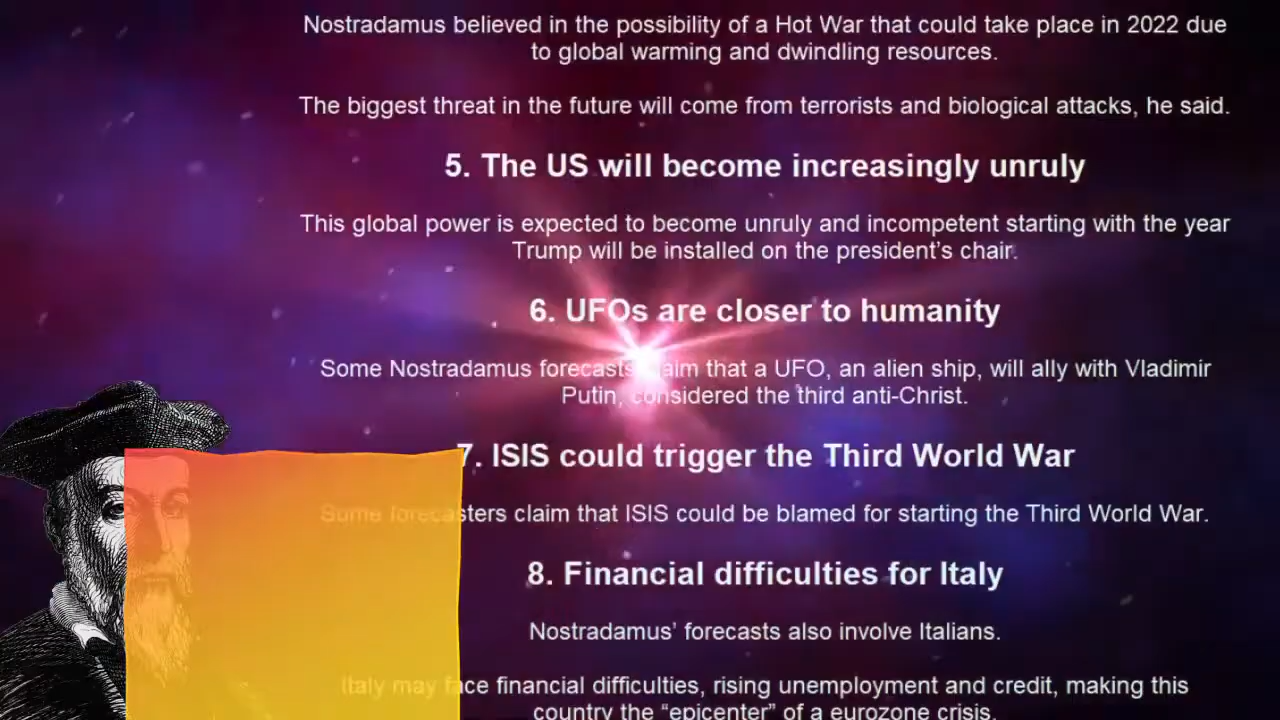 Nostradamus believed in the possibility of a Hot War that could take place in 2022 due
to global warming and dwindling resources.
The biggest threat in the future will come from terrorists and biological attacks, he said.
5. The US will become increasingly unruly
This global power is expected to become unruly and incompetent starting with the year
Trump will be installed on the president’s chair.
6. UFOs are closer to humanity
Some Nostradamus forecasts claim that a UFO, an alien ship, will ally with Vladimir
Putin, considered the third anti-Christ.
7. ISIS could trigger the Third World War
Some forecasters claim that ISIS could be blamed for starting the Third World War.
8. Financial difficulties for Italy
Nostradamus’ forecasts also involve Italians.
Italy may face financial difficulties, rising unemployment and credit, making this
country the “epicenter” of a eurozone crisis.